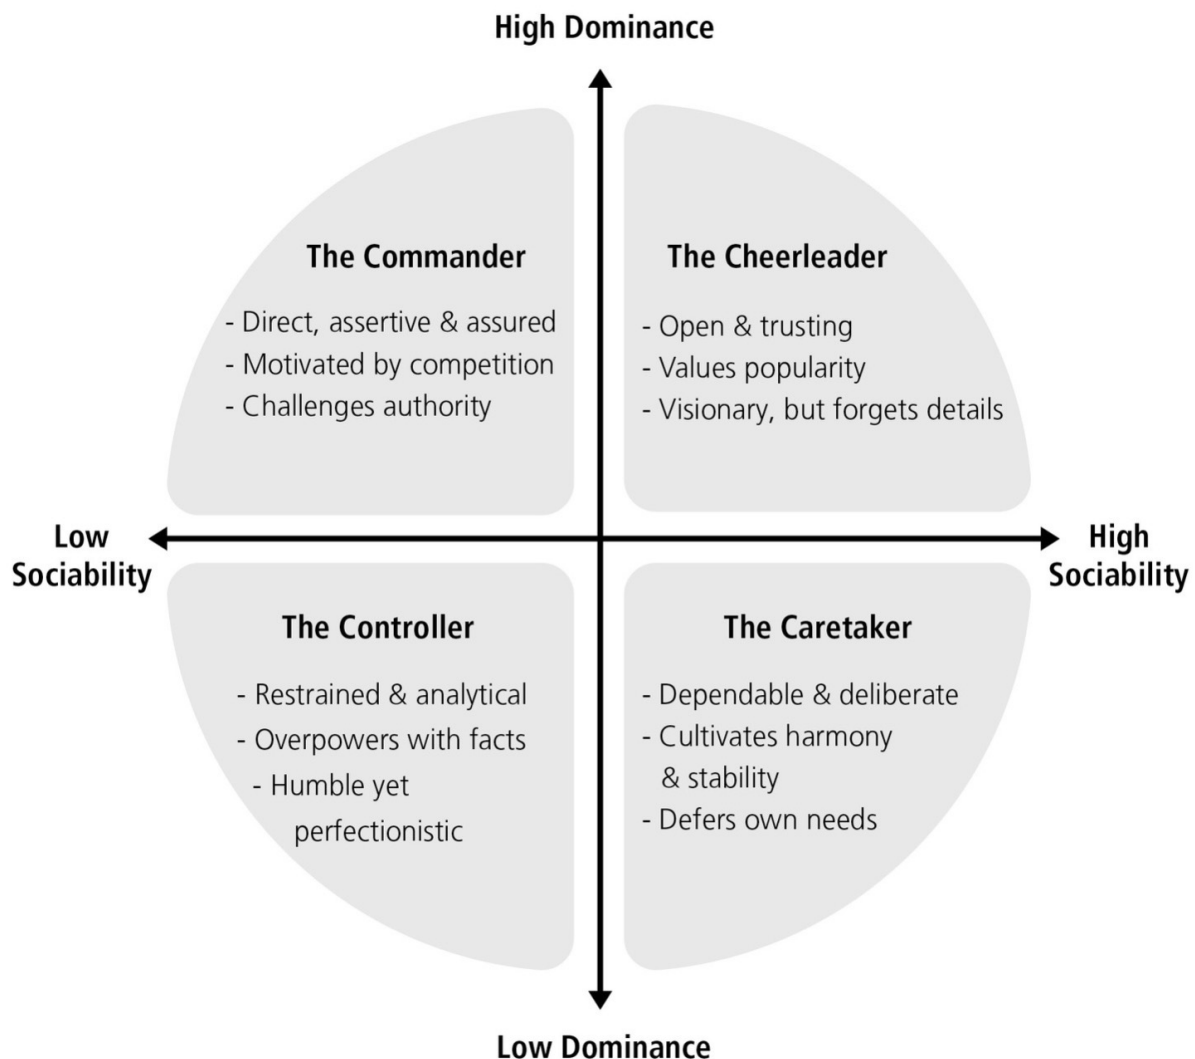 High Dominance
The Commander
- Direct, assertive & assured
- Motivated by competition
- Challenges authority
The Cheerleader
- Open & trusting
- Values popularity
- Visionary, but forgets details
Low
Sociability
High
Sociability
The Controller
- Restrained & analytical
- Overpowers with facts
- Humble yet
perfectionistic
The Caretaker
- Dependable & deliberate
- Cultivates harmony
& stability
- Defers own needs
Low Dominance